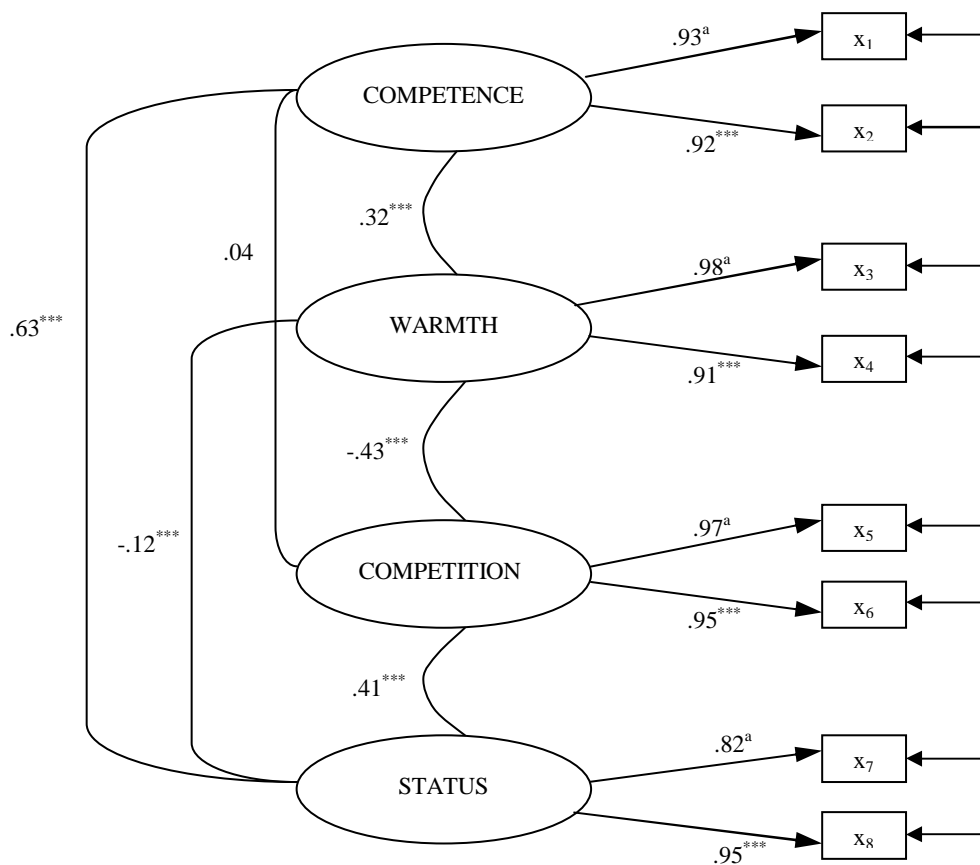 .93ᵃ
x₁
COMPETENCE
.92***
x₂
.32***
.04
.98ᵃ
x₃
WARMTH
.63***
.91***
x₄
-.43***
-.12***
.97ᵃ
x₅
COMPETITION
.95***
x₆
.41***
.82ᵃ
x₇
STATUS
.95***
x₈